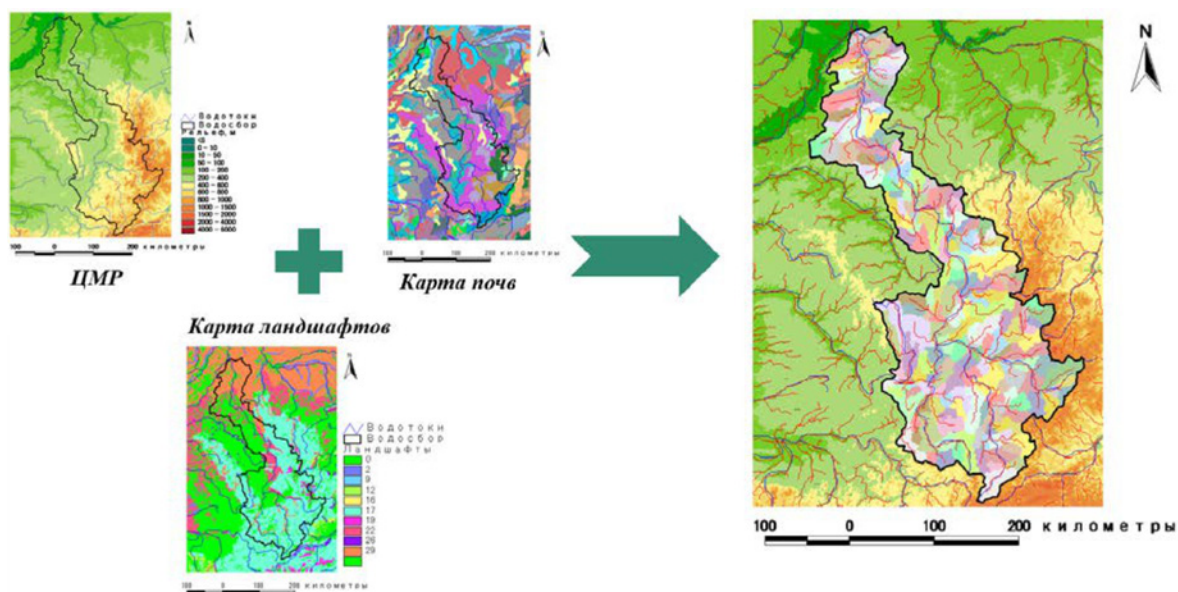 N
Водотоки
Водосбор
Рельеф, м
<0
0 - 10
10 - 50
50 - 100
100 - 200
200 - 400
400 - 600
600 - 800
800 - 1000
1000 - 1500
1500 - 2000
2000 - 4000
4000 - 6000
100 0 100 200 километры
ЦМР
N
100 0 100 200 километры
Карта почв
Карта ландшафтов
N
Водотоки
Водосбор
Ландшафты
0
2
9
12
16
17
19
22
26
29
100 0 100 200 километры
N
100 0 100 200 километры